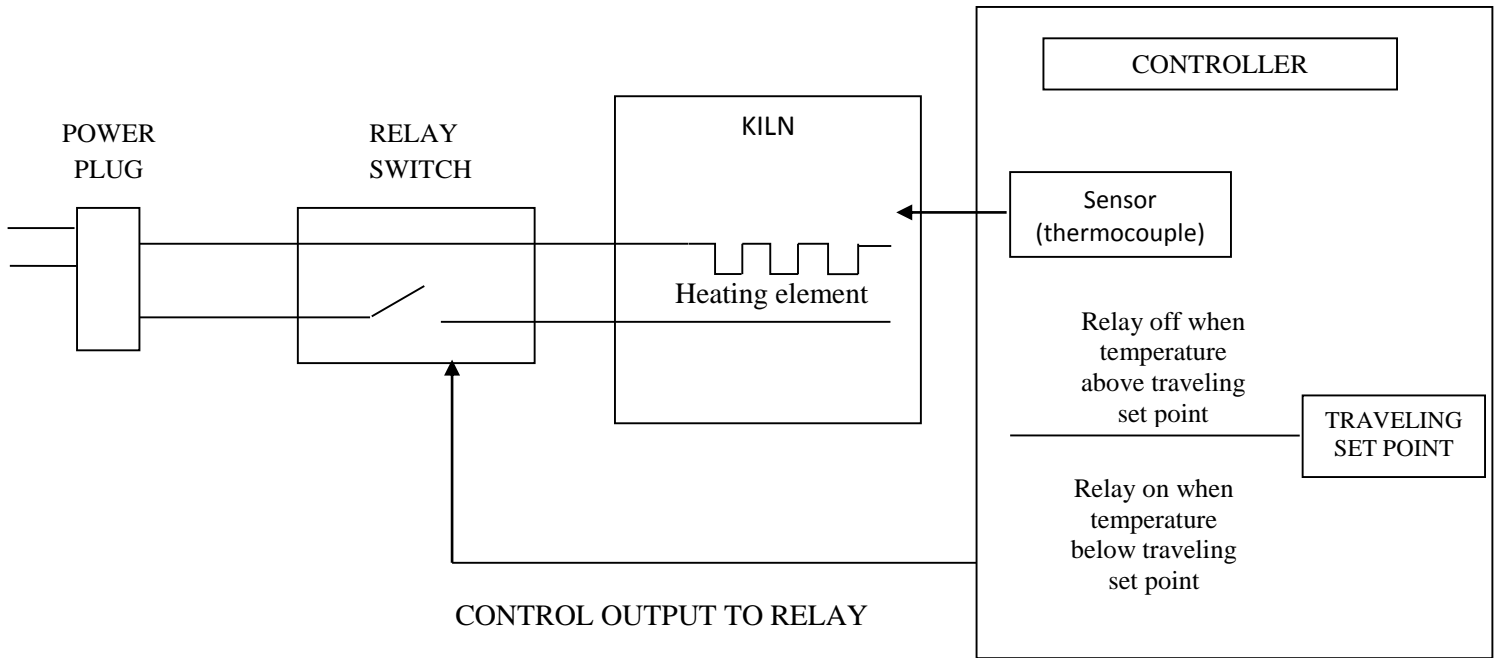 CONTROLLER
POWER
PLUG
RELAY
SWITCH
KILN
Sensor
(thermocouple)
Heating element
Relay off when
temperature
above traveling
set point
TRAVELING
SET POINT
Relay on when
temperature
below traveling
set point
CONTROL OUTPUT TO RELAY